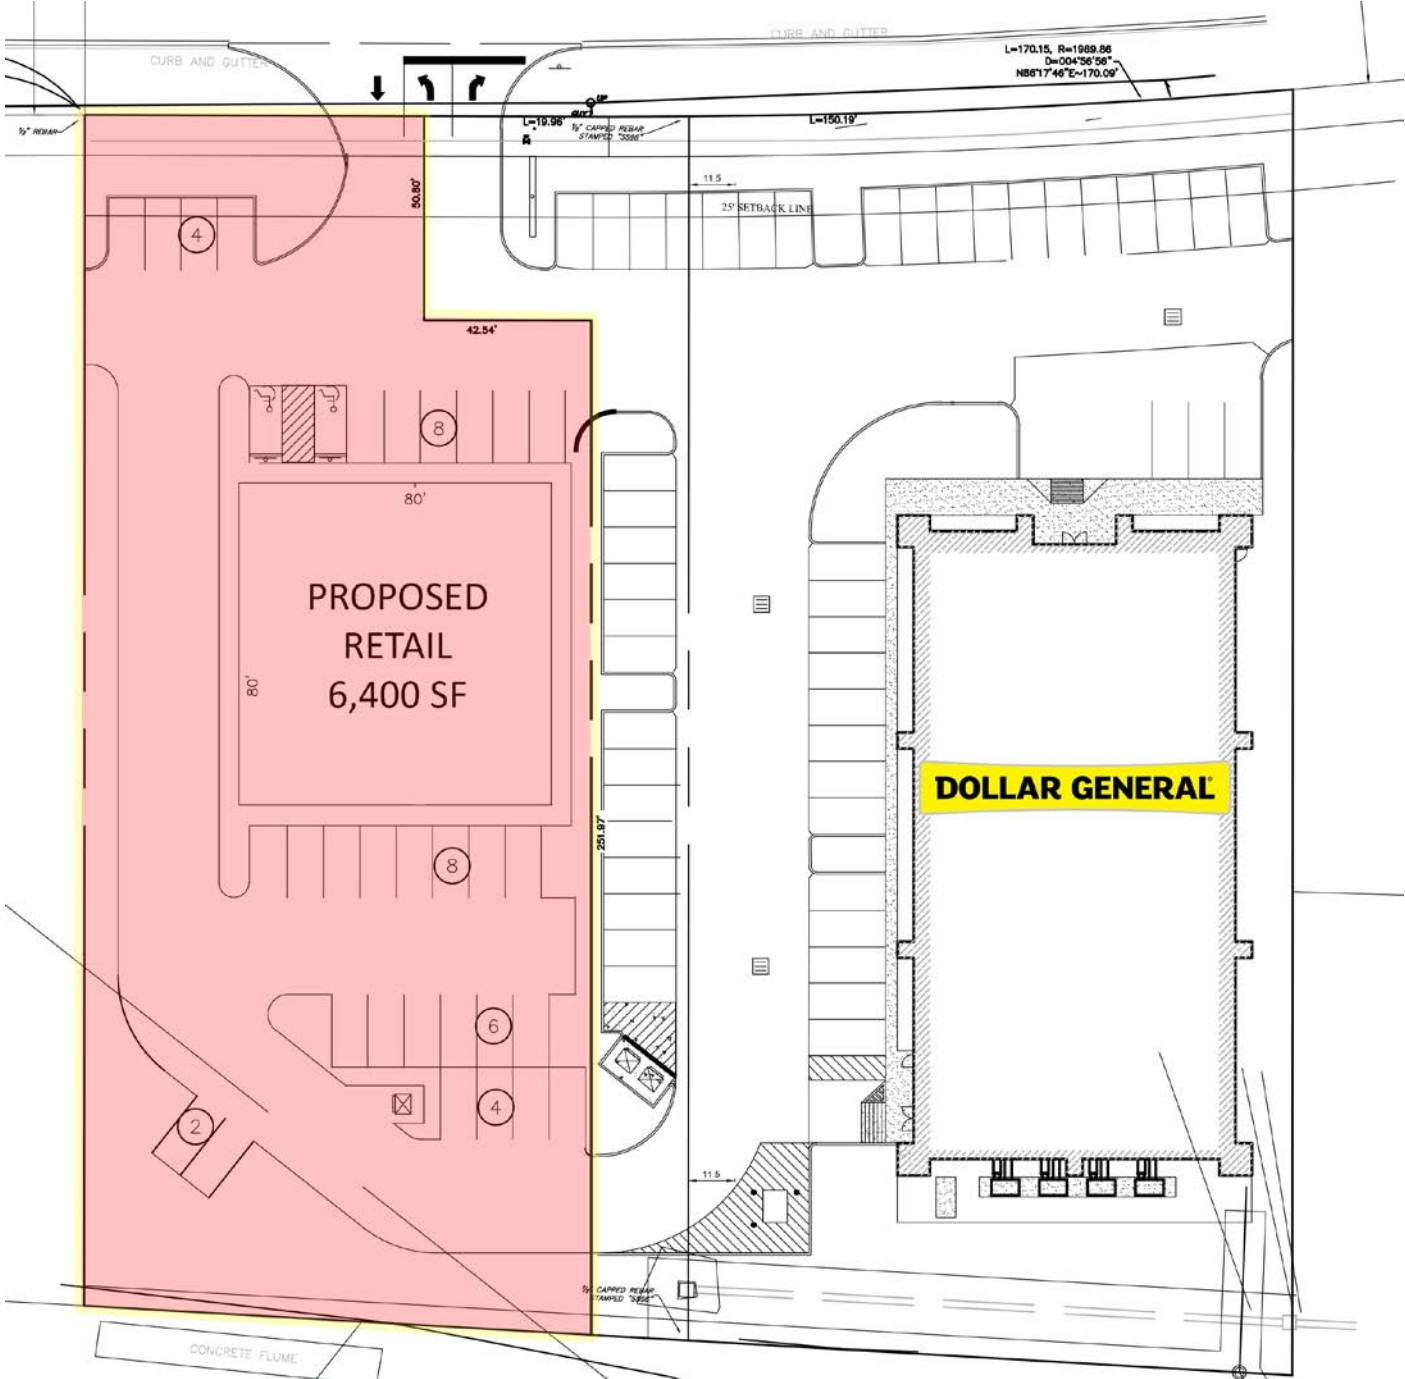 CURB AND GUTTER
CURB AND GUTTER
L=170.15, R=1989.86
D=004°56'56"
N86°17'46"E~170.09'
UP
GUY
½" REBAR
L=19.96'
½" CAPPED REBAR
STAMPED "5586"
L=150.19'
50.80'
11.5
25' SETBACK LINE
4
42.54'
8
80'
PROPOSED
RETAIL
6,400 SF
80'
DOLLAR GENERAL
251.97'
8
6
4
2
11.5
½" CAPPED REBAR
STAMPED "5586"
CONCRETE FLUME